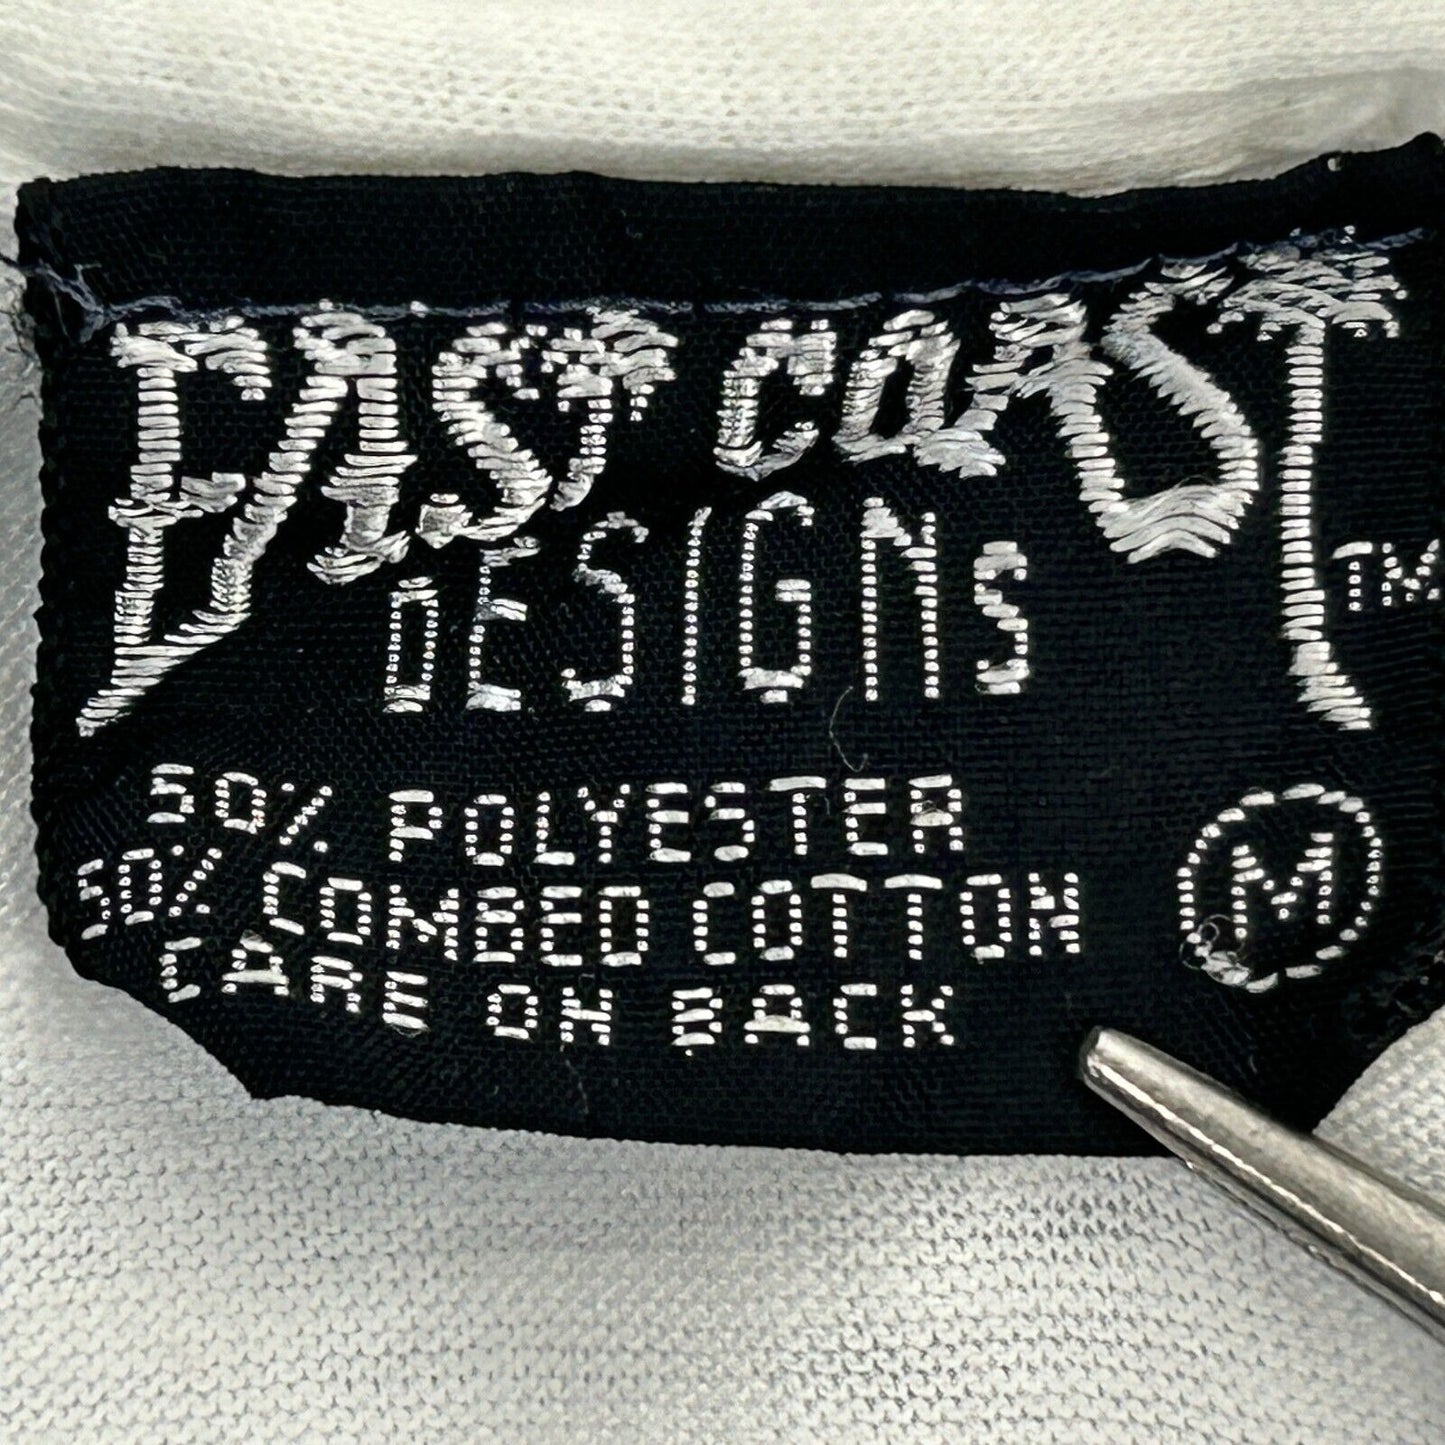 EAST COAST
DESIGNS
TM
50% POLYESTER
50% COMBED COTTON
CARE ON BACK
M